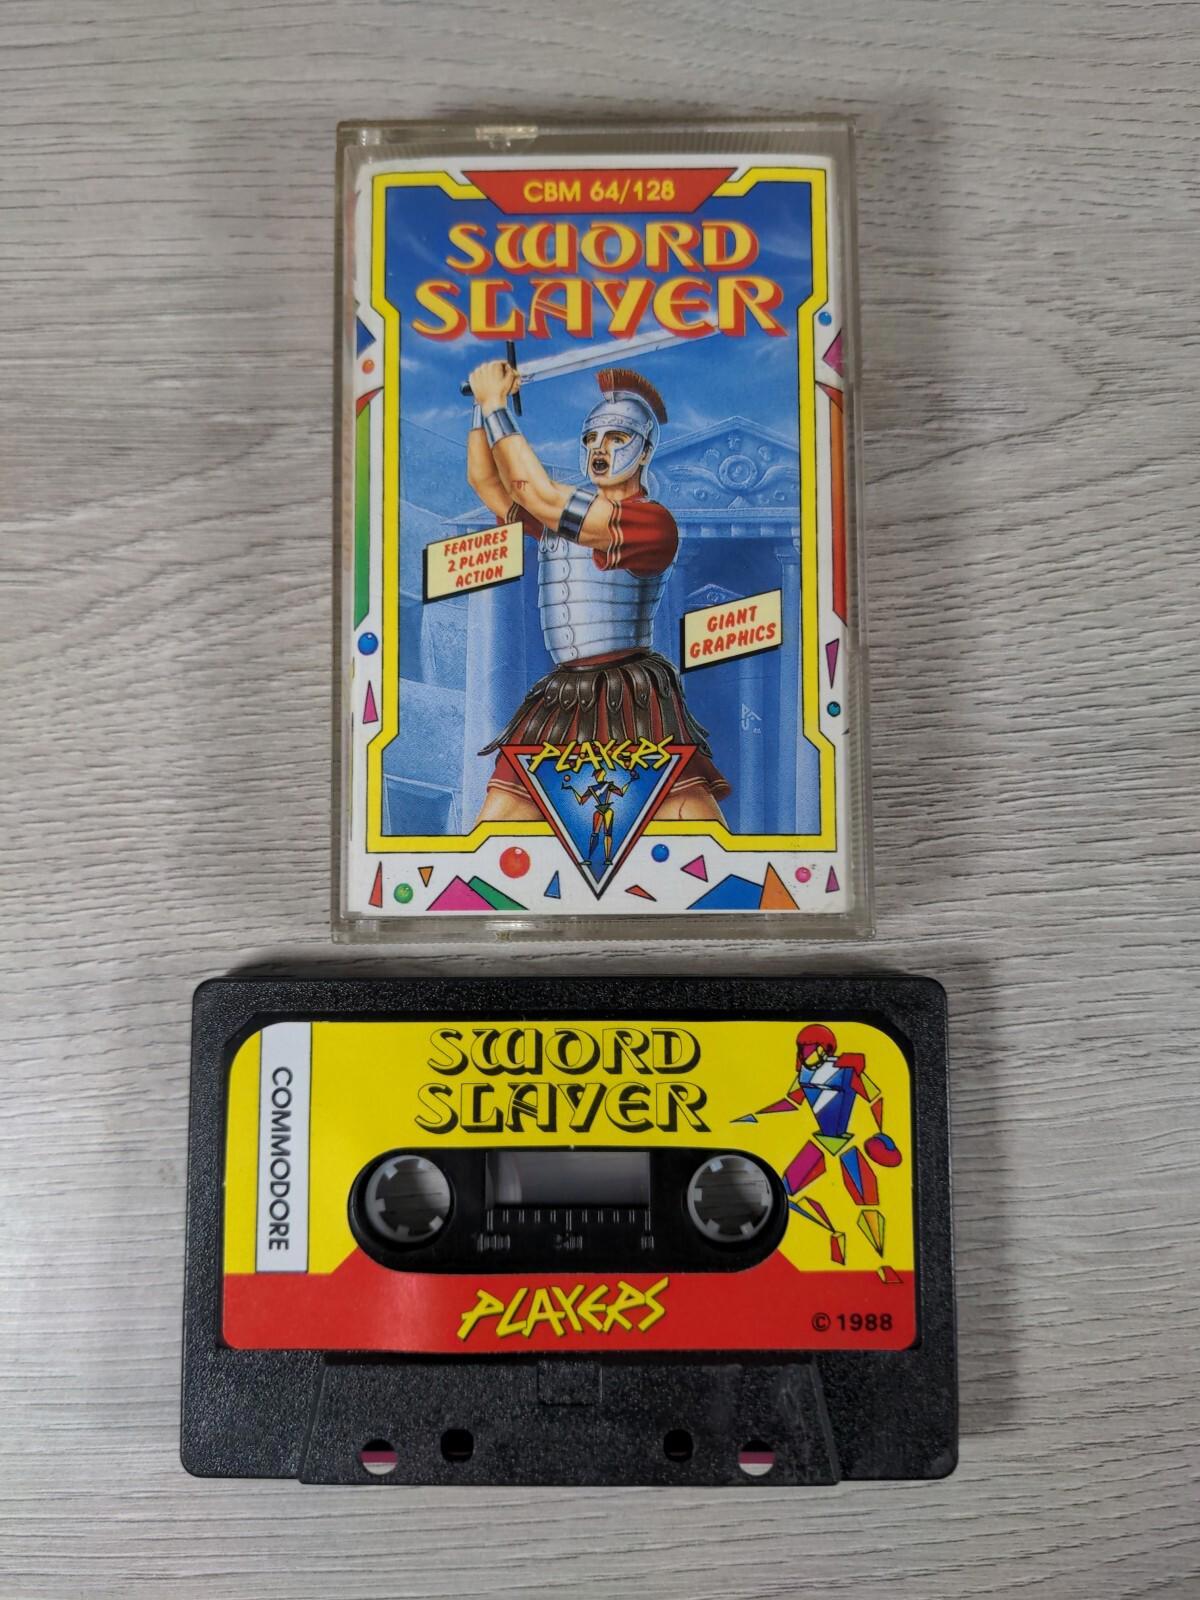 CBM 64/128
SWORD
SLAYER
FEATURES
2 PLAYER
ACTION
GIANT
GRAPHICS
PLAYERS
SWORD
SLAYER
COMMODORE
PLAYERS
© 1988